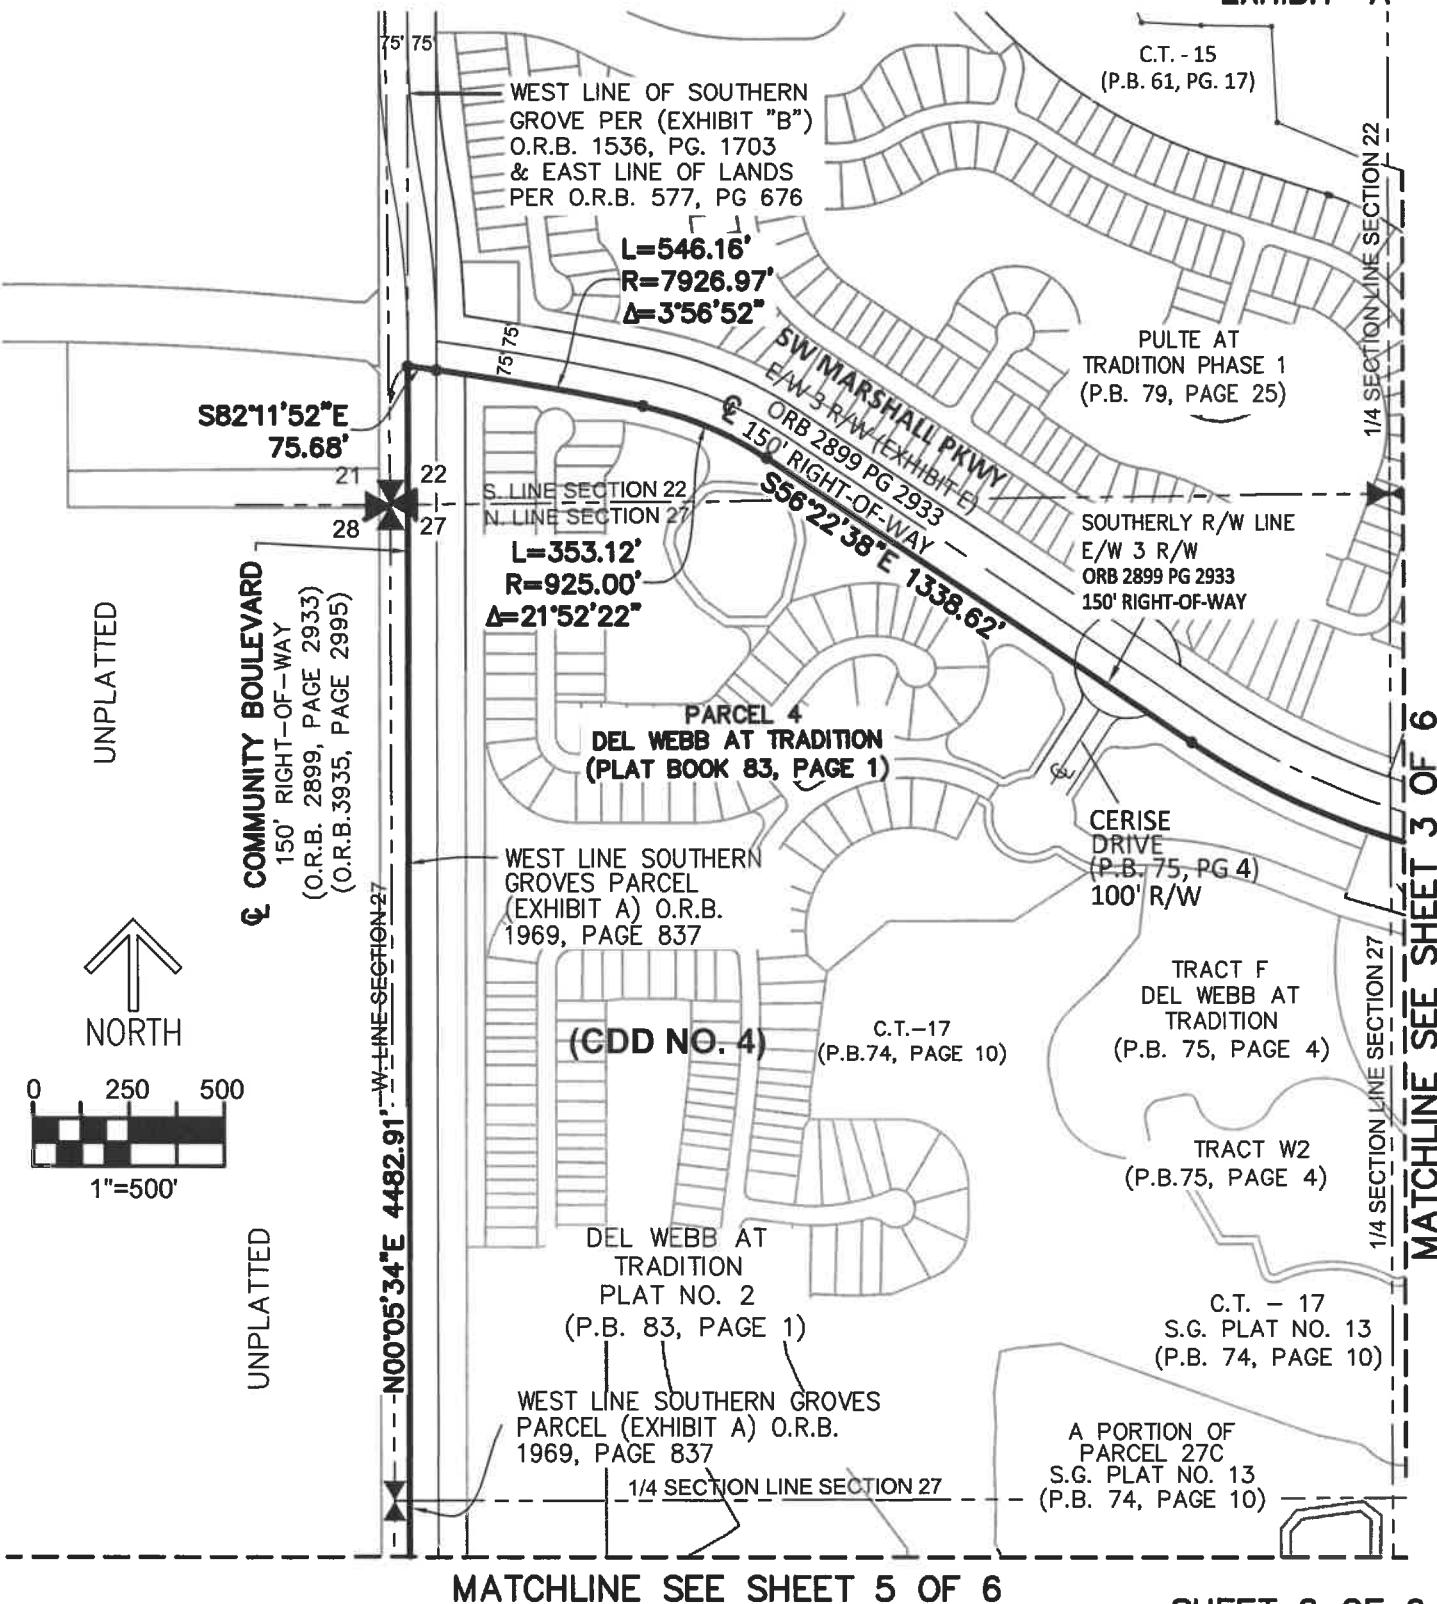 75' 75'
C.T. - 15
(P.B. 61, PG. 17)
WEST LINE OF SOUTHERN
GROVE PER (EXHIBIT "B")
O.R.B. 1536, PG. 1703
& EAST LINE OF LANDS
PER O.R.B. 577, PG 676
1/4 SECTION LINE SECTION 22
L=546.16'
R=7926.97'
Δ=3°56'52"
75' 75'
SW MARSHALL PKWY
E/W 3 R/W (EXHIBIT E)
ORB 2899 PG 2933
150' RIGHT-OF-WAY
PULTE AT
TRADITION PHASE 1
(P.B. 79, PAGE 25)
S82°11'52"E
75.68'
21 22
28 27
S. LINE SECTION 22
N. LINE SECTION 27
S56°22'38"E 1338.62'
L=353.12'
R=925.00'
Δ=21°52'22"
SOUTHERLY R/W LINE
E/W 3 R/W
ORB 2899 PG 2933
150' RIGHT-OF-WAY
UNPLATTED
℄ COMMUNITY BOULEVARD
150' RIGHT-OF-WAY
(O.R.B. 2899, PAGE 2933)
(O.R.B.3935, PAGE 2995)
PARCEL 4
DEL WEBB AT TRADITION
(PLAT BOOK 83, PAGE 1)
℄
CERISE
DRIVE
(P.B. 75, PG 4)
100' R/W
WEST LINE SOUTHERN
GROVES PARCEL
(EXHIBIT A) O.R.B.
1969, PAGE 837
W. LINE SECTION 27
NORTH
0 250 500
1"=500'
(CDD NO. 4)
C.T.-17
(P.B.74, PAGE 10)
TRACT F
DEL WEBB AT
TRADITION
(P.B. 75, PAGE 4)
1/4 SECTION LINE SECTION 27
MATCHLINE SEE SHEET 3 OF 6
TRACT W2
(P.B.75, PAGE 4)
N00°05'34"E 4482.91'
UNPLATTED
DEL WEBB AT
TRADITION
PLAT NO. 2
(P.B. 83, PAGE 1)
C.T. - 17
S.G. PLAT NO. 13
(P.B. 74, PAGE 10)
WEST LINE SOUTHERN GROVES
PARCEL (EXHIBIT A) O.R.B.
1969, PAGE 837
A PORTION OF
PARCEL 27C
S.G. PLAT NO. 13
(P.B. 74, PAGE 10)
1/4 SECTION LINE SECTION 27
MATCHLINE SEE SHEET 5 OF 6